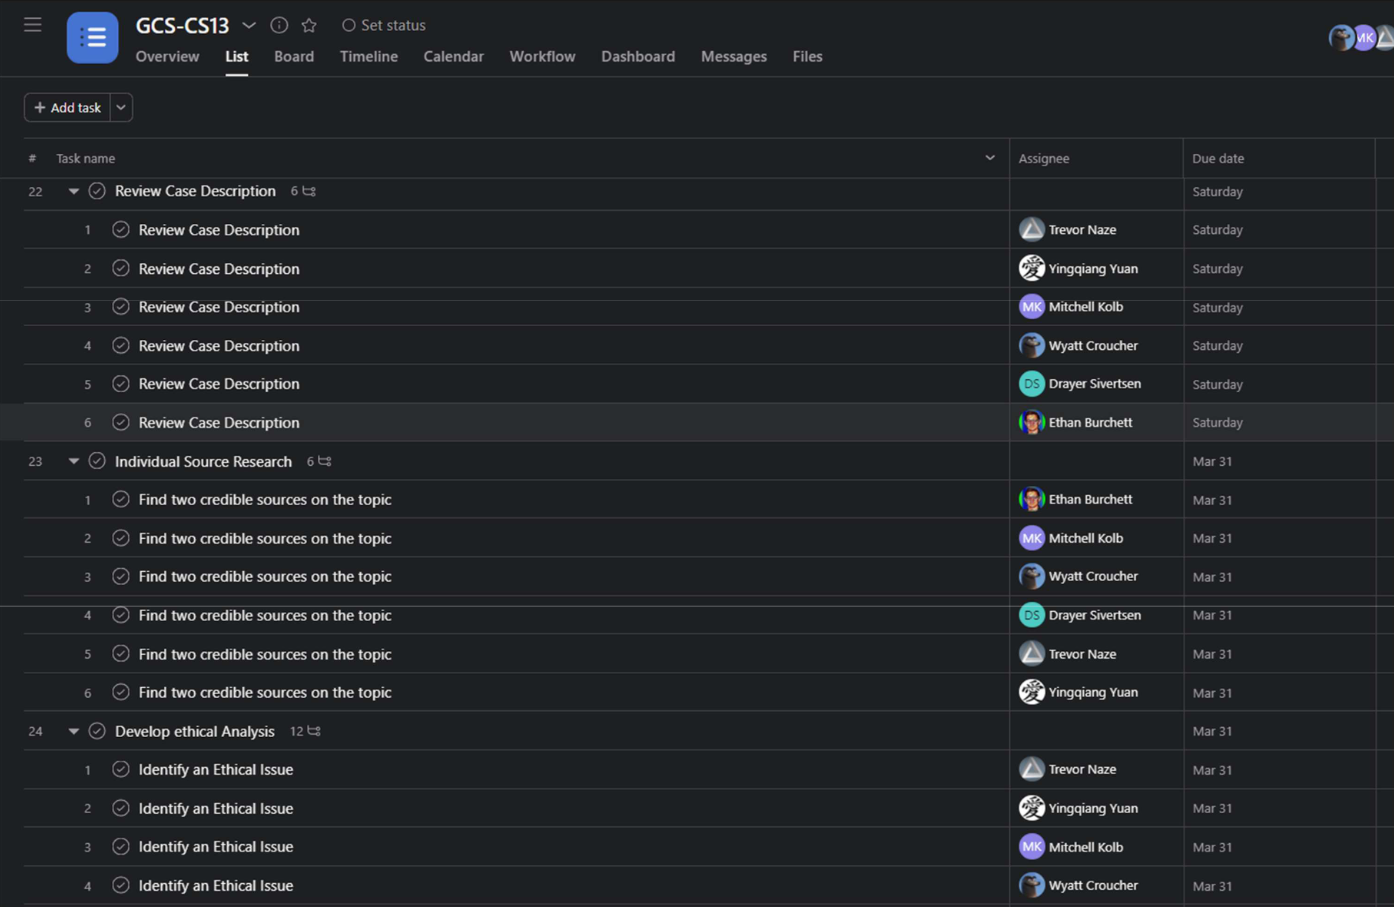 GCS-CS13 Set status
Overview List Board Timeline Calendar Workflow Dashboard Messages Files
MK
+ Add task
# Task name Assignee Due date
22 Review Case Description 6 Saturday
1 Review Case Description Trevor Naze Saturday
2 Review Case Description 愛 Yingqiang Yuan Saturday
3 Review Case Description MK Mitchell Kolb Saturday
4 Review Case Description Wyatt Croucher Saturday
5 Review Case Description DS Drayer Sivertsen Saturday
6 Review Case Description Ethan Burchett Saturday
23 Individual Source Research 6 Mar 31
1 Find two credible sources on the topic Ethan Burchett Mar 31
2 Find two credible sources on the topic MK Mitchell Kolb Mar 31
3 Find two credible sources on the topic Wyatt Croucher Mar 31
4 Find two credible sources on the topic DS Drayer Sivertsen Mar 31
5 Find two credible sources on the topic Trevor Naze Mar 31
6 Find two credible sources on the topic 愛 Yingqiang Yuan Mar 31
24 Develop ethical Analysis 12 Mar 31
1 Identify an Ethical Issue Trevor Naze Mar 31
2 Identify an Ethical Issue 愛 Yingqiang Yuan Mar 31
3 Identify an Ethical Issue MK Mitchell Kolb Mar 31
4 Identify an Ethical Issue Wyatt Croucher Mar 31